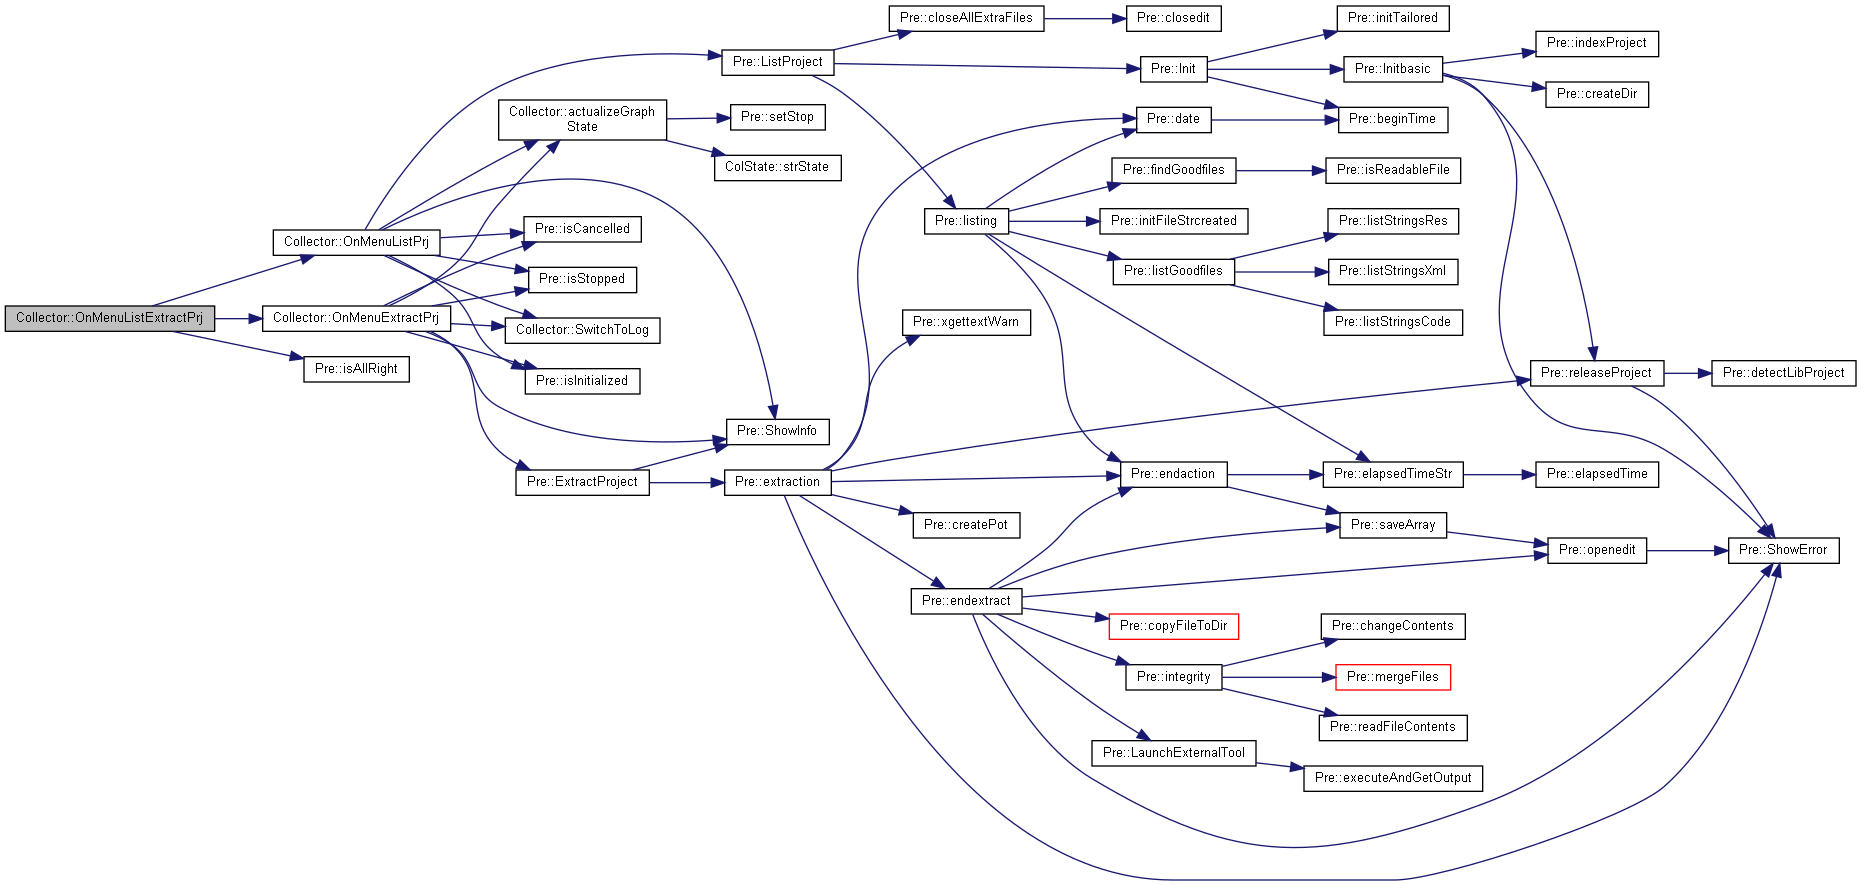 Pre::closeAllExtraFiles
Pre::closedit
Pre::initTailored
Pre::indexProject
Pre::ListProject
Pre::Init
Pre::Initbasic
Pre::createDir
Collector::actualizeGraph
State
Pre::setStop
Pre::date
Pre::beginTime
ColState::strState
Pre::findGoodfiles
Pre::isReadableFile
Pre::listing
Pre::initFileStrcreated
Pre::listStringsRes
Collector::OnMenuListPrj
Pre::isCancelled
Pre::isStopped
Pre::listGoodfiles
Pre::listStringsXml
Collector::OnMenuListExtractPrj
Collector::OnMenuExtractPrj
Collector::SwitchToLog
Pre::xgettextWarn
Pre::listStringsCode
Pre::isAllRight
Pre::isInitialized
Pre::releaseProject
Pre::detectLibProject
Pre::ShowInfo
Pre::ExtractProject
Pre::extraction
Pre::endaction
Pre::elapsedTimeStr
Pre::elapsedTime
Pre::createPot
Pre::saveArray
Pre::openedit
Pre::ShowError
Pre::endextract
Pre::copyFileToDir
Pre::changeContents
Pre::integrity
Pre::mergeFiles
Pre::readFileContents
Pre::LaunchExternalTool
Pre::executeAndGetOutput